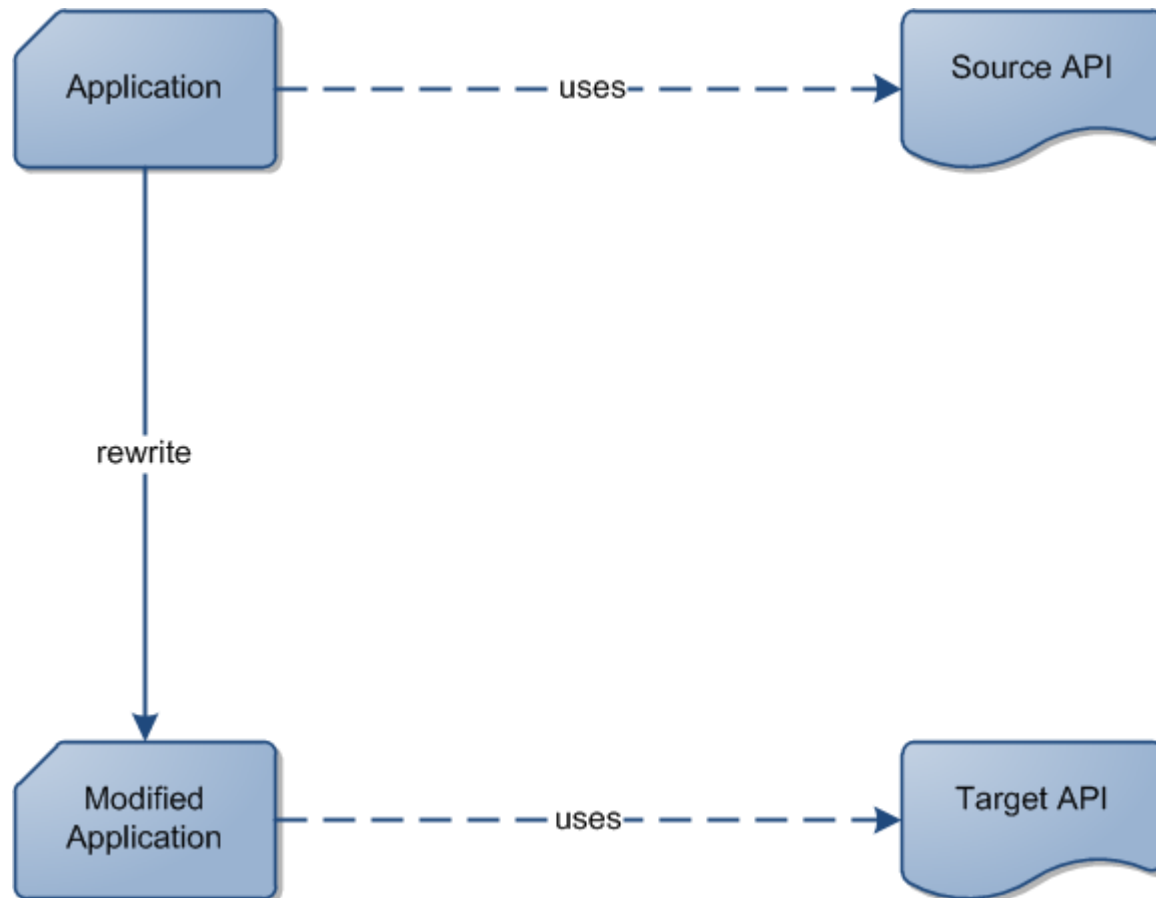 Application
uses
Source API
rewrite
Modified
Application
uses
Target API